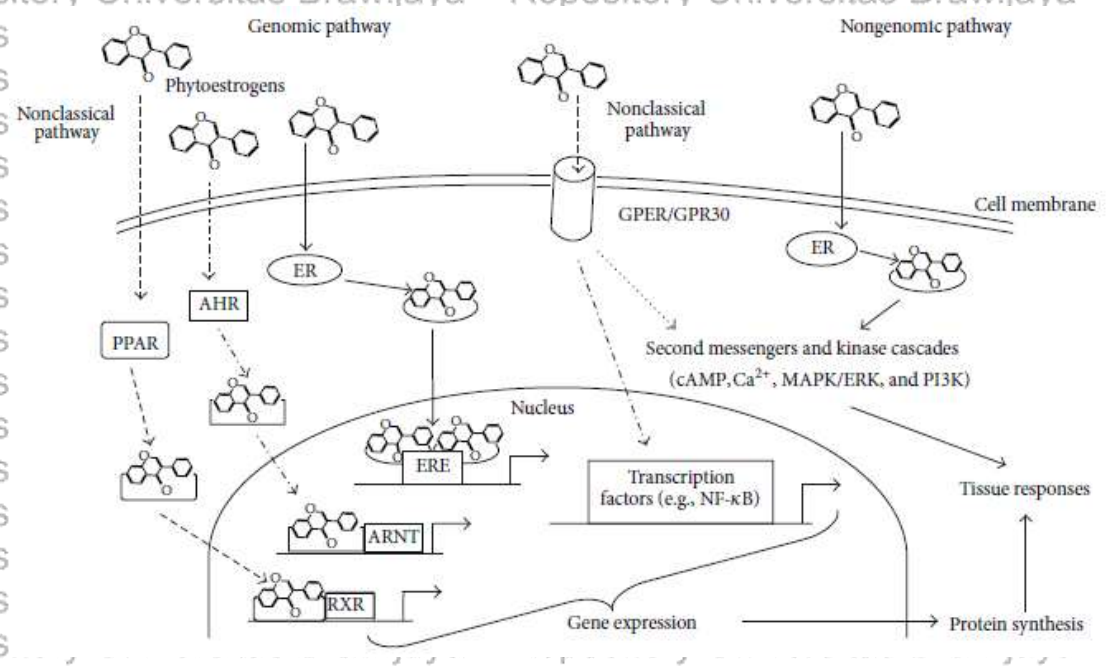 Repository Universitas Brawijaya
Genomic pathway
Nongenomic pathway
Phytoestrogens
Nonclassical
pathway
Nonclassical
pathway
Cell membrane
GPER/GPR30
ER
ER
AHR
PPAR
Second messengers and kinase cascades
(cAMP, Ca²⁺, MAPK/ERK, and PI3K)
Nucleus
ERE
Transcription
factors (e.g., NF-κB)
Tissue responses
ARNT
RXR
Gene expression
Protein synthesis